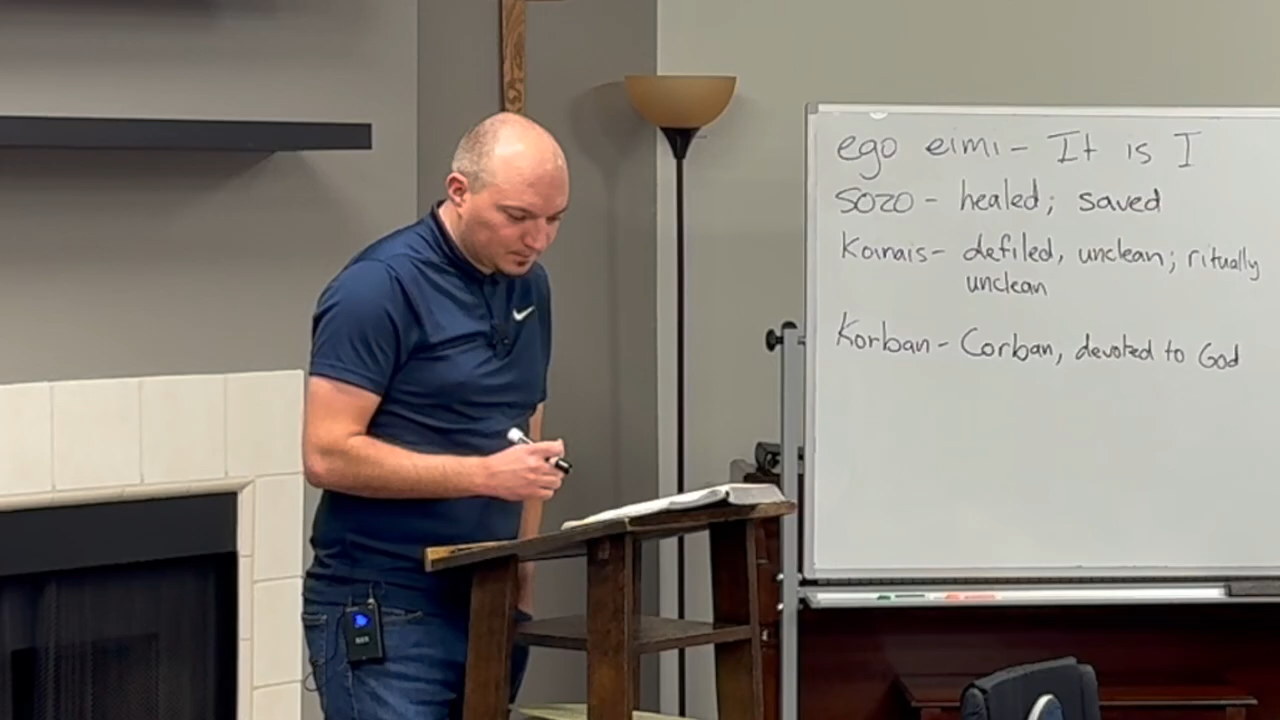 ego eimi - It is I
sozo - healed; saved
Koinais - defiled, unclean; ritually
unclean
Korban - Corban, devoted to God